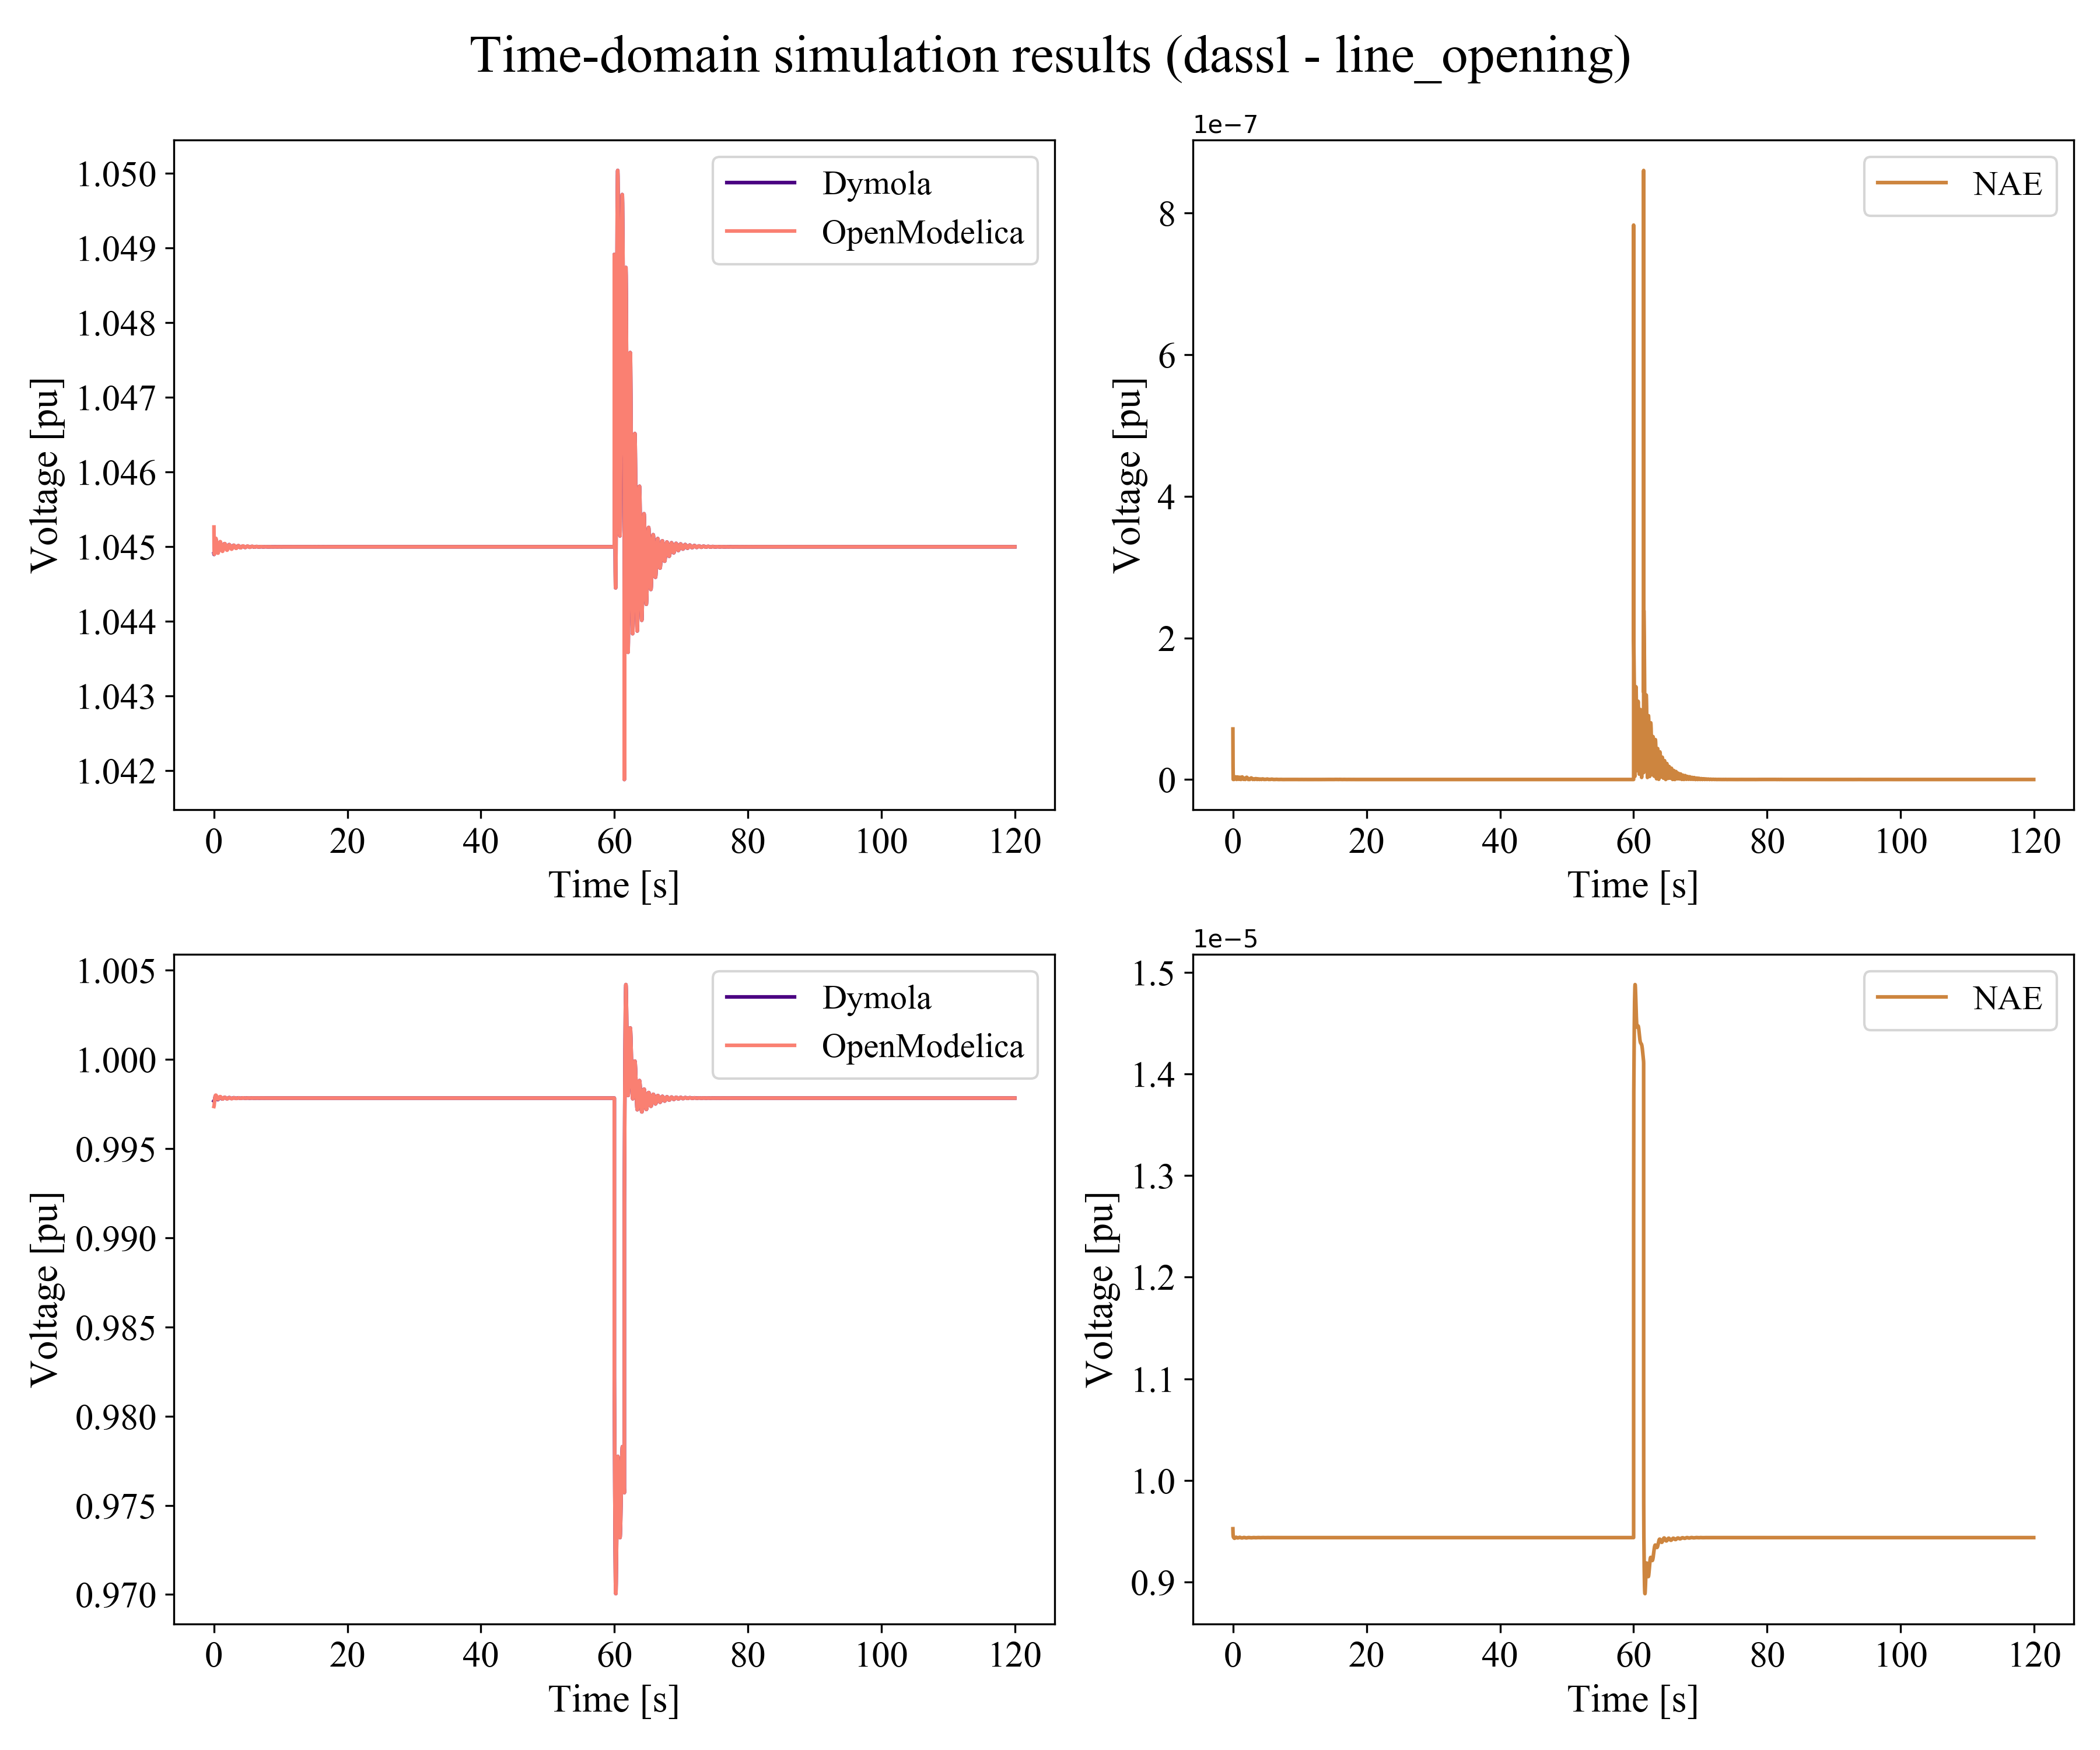 Time-domain simulation results (dassl - line_opening)
1.050
1.049
1.048
1.047
1.046
1.045
1.044
1.043
1.042
Voltage [pu]
Dymola
OpenModelica
0 20 40 60 80 100 120
Time [s]
1e−7
8
6
4
2
0
Voltage [pu]
NAE
0 20 40 60 80 100 120
Time [s]
1.005
1.000
0.995
0.990
0.985
0.980
0.975
0.970
Voltage [pu]
Dymola
OpenModelica
0 20 40 60 80 100 120
Time [s]
1e−5
1.5
1.4
1.3
1.2
1.1
1.0
0.9
Voltage [pu]
NAE
0 20 40 60 80 100 120
Time [s]